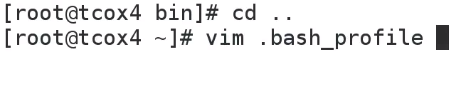 [root@tcox4 bin]# cd ..
[root@tcox4 ~]# vim .bash_profile